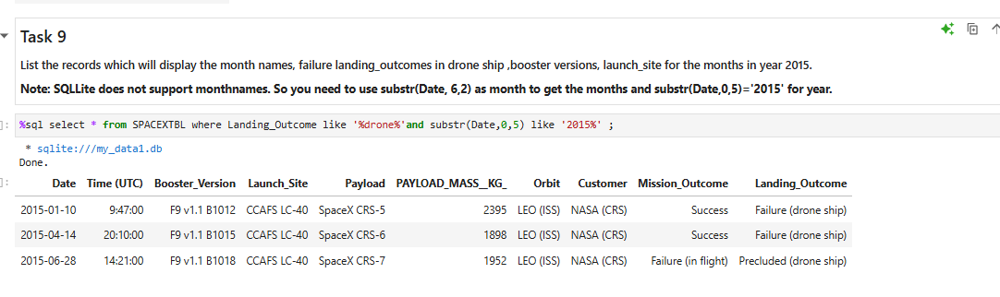 Task 9
List the records which will display the month names, failure landing_outcomes in drone ship ,booster versions, launch_site for the months in year 2015.
Note: SQLLite does not support monthnames. So you need to use substr(Date, 6,2) as month to get the months and substr(Date,0,5)='2015' for year.
]: %sql select * from SPACEXTBL where Landing_Outcome like '%drone%'and substr(Date,0,5) like '2015%' ;
* sqlite:///my_data1.db
Done.
]: Date Time (UTC) Booster_Version Launch_Site Payload PAYLOAD_MASS__KG_ Orbit Customer Mission_Outcome Landing_Outcome
2015-01-10 9:47:00 F9 v1.1 B1012 CCAFS LC-40 SpaceX CRS-5 2395 LEO (ISS) NASA (CRS) Success Failure (drone ship)
2015-04-14 20:10:00 F9 v1.1 B1015 CCAFS LC-40 SpaceX CRS-6 1898 LEO (ISS) NASA (CRS) Success Failure (drone ship)
2015-06-28 14:21:00 F9 v1.1 B1018 CCAFS LC-40 SpaceX CRS-7 1952 LEO (ISS) NASA (CRS) Failure (in flight) Precluded (drone ship)